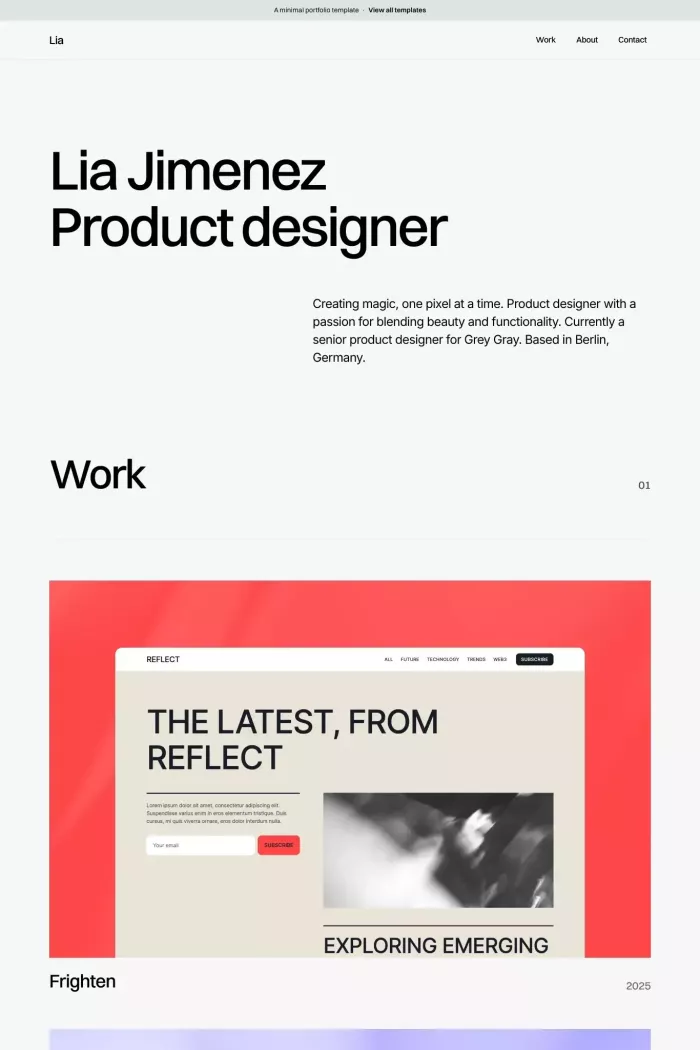 A minimal portfolio template · View all templates
Lia
Work About Contact
Lia Jimenez
Product designer
Creating magic, one pixel at a time. Product designer with a
passion for blending beauty and functionality. Currently a
senior product designer for Grey Gray. Based in Berlin,
Germany.
Work
01
REFLECT
ALL FUTURE TECHNOLOGY TRENDS WEB3 SUBSCRIBE
THE LATEST, FROM
REFLECT
Lorem ipsum dolor sit amet, consectetur adipiscing elit.
Suspendisse varius enim in eros elementum tristique. Duis
cursus, mi quis viverra ornare, eros dolor interdum nulla.
Your email
SUBSCRIBE
EXPLORING EMERGING
Frighten
2025